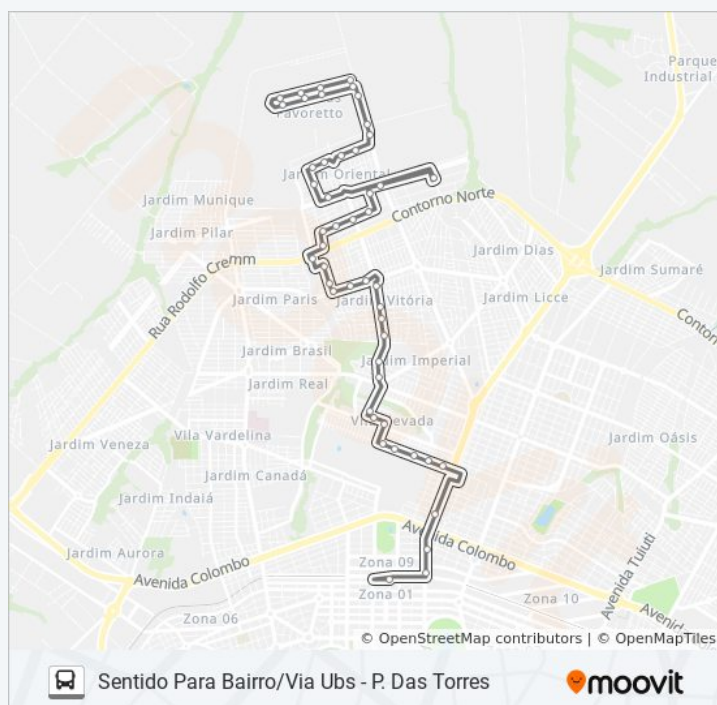 Parque
Industrial
Favoretto
Jardim Oriental
Jardim Munique
Contorno Norte
Jardim Pilar
Jardim Dias
Jardim Sumaré
Rua Rodolfo Cremm
Jardim Paris
Jardim Vitória
Jardim Licce
Jardim Brasil
Jardim Imperial
Jardim Real
Vila Vardelina
Jardim Veneza
Jardim Oásis
Jardim Canadá
Jardim Indaiá
Jardim Aurora
Avenida Colombo
Avenida Colombo
Zona 09
Zona 01
Zona 10
Avenida Tuiuti
Zona 06
© OpenStreetMap contributors | © OpenMapTiles
Sentido Para Bairro/Via Ubs - P. Das Torres
moovit